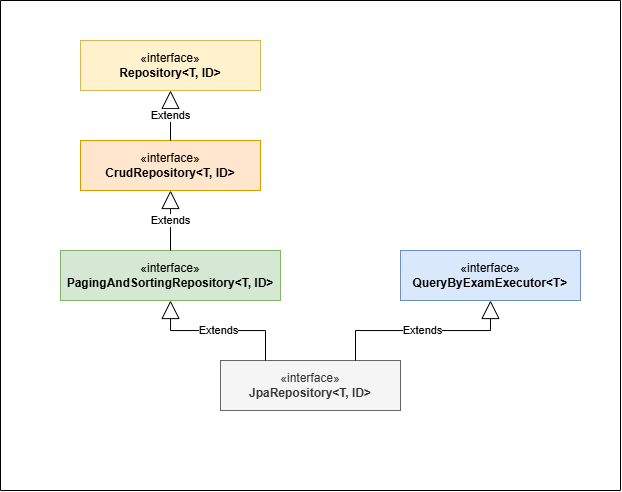 «interface»
Repository<T, ID>
Extends
«interface»
CrudRepository<T, ID>
Extends
«interface»
PagingAndSortingRepository<T, ID>
«interface»
QueryByExamExecutor<T>
Extends
Extends
«interface»
JpaRepository<T, ID>